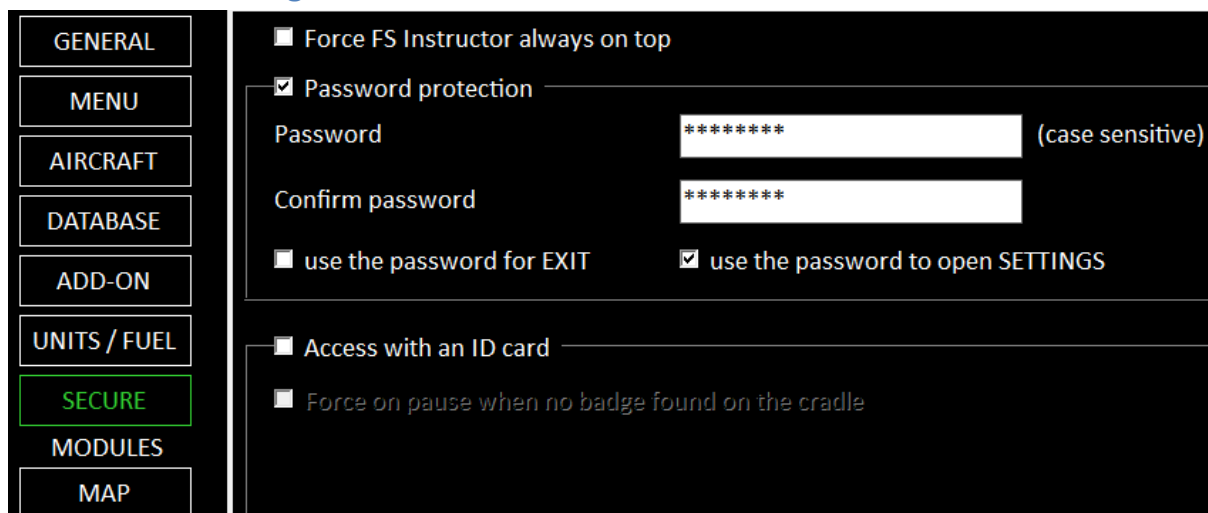 GENERAL
MENU
AIRCRAFT
DATABASE
ADD-ON
UNITS / FUEL
SECURE
MODULES
MAP
Force FS Instructor always on top
Password protection
Password ******** (case sensitive)
Confirm password ********
use the password for EXIT use the password to open SETTINGS
Access with an ID card
Force on pause when no badge found on the cradle